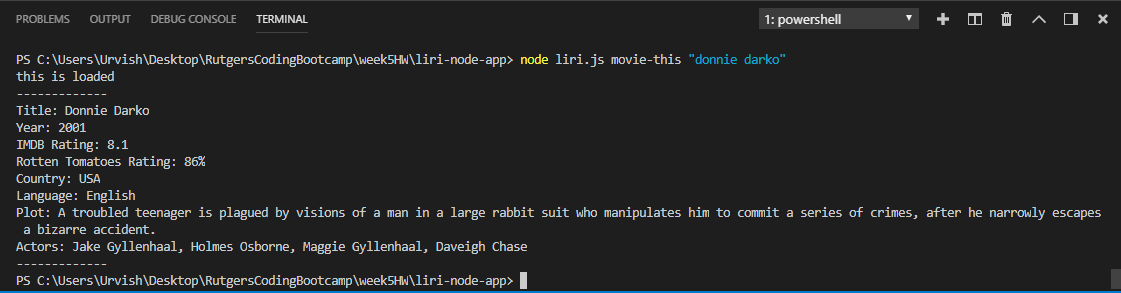 PROBLEMS OUTPUT DEBUG CONSOLE TERMINAL 1: powershell
PS C:\Users\Urvish\Desktop\RutgersCodingBootcamp\week5HW\liri-node-app> node liri.js movie-this "donnie darko"
this is loaded
-------------
Title: Donnie Darko
Year: 2001
IMDB Rating: 8.1
Rotten Tomatoes Rating: 86%
Country: USA
Language: English
Plot: A troubled teenager is plagued by visions of a man in a large rabbit suit who manipulates him to commit a series of crimes, after he narrowly escapes
a bizarre accident.
Actors: Jake Gyllenhaal, Holmes Osborne, Maggie Gyllenhaal, Daveigh Chase
-------------
PS C:\Users\Urvish\Desktop\RutgersCodingBootcamp\week5HW\liri-node-app>